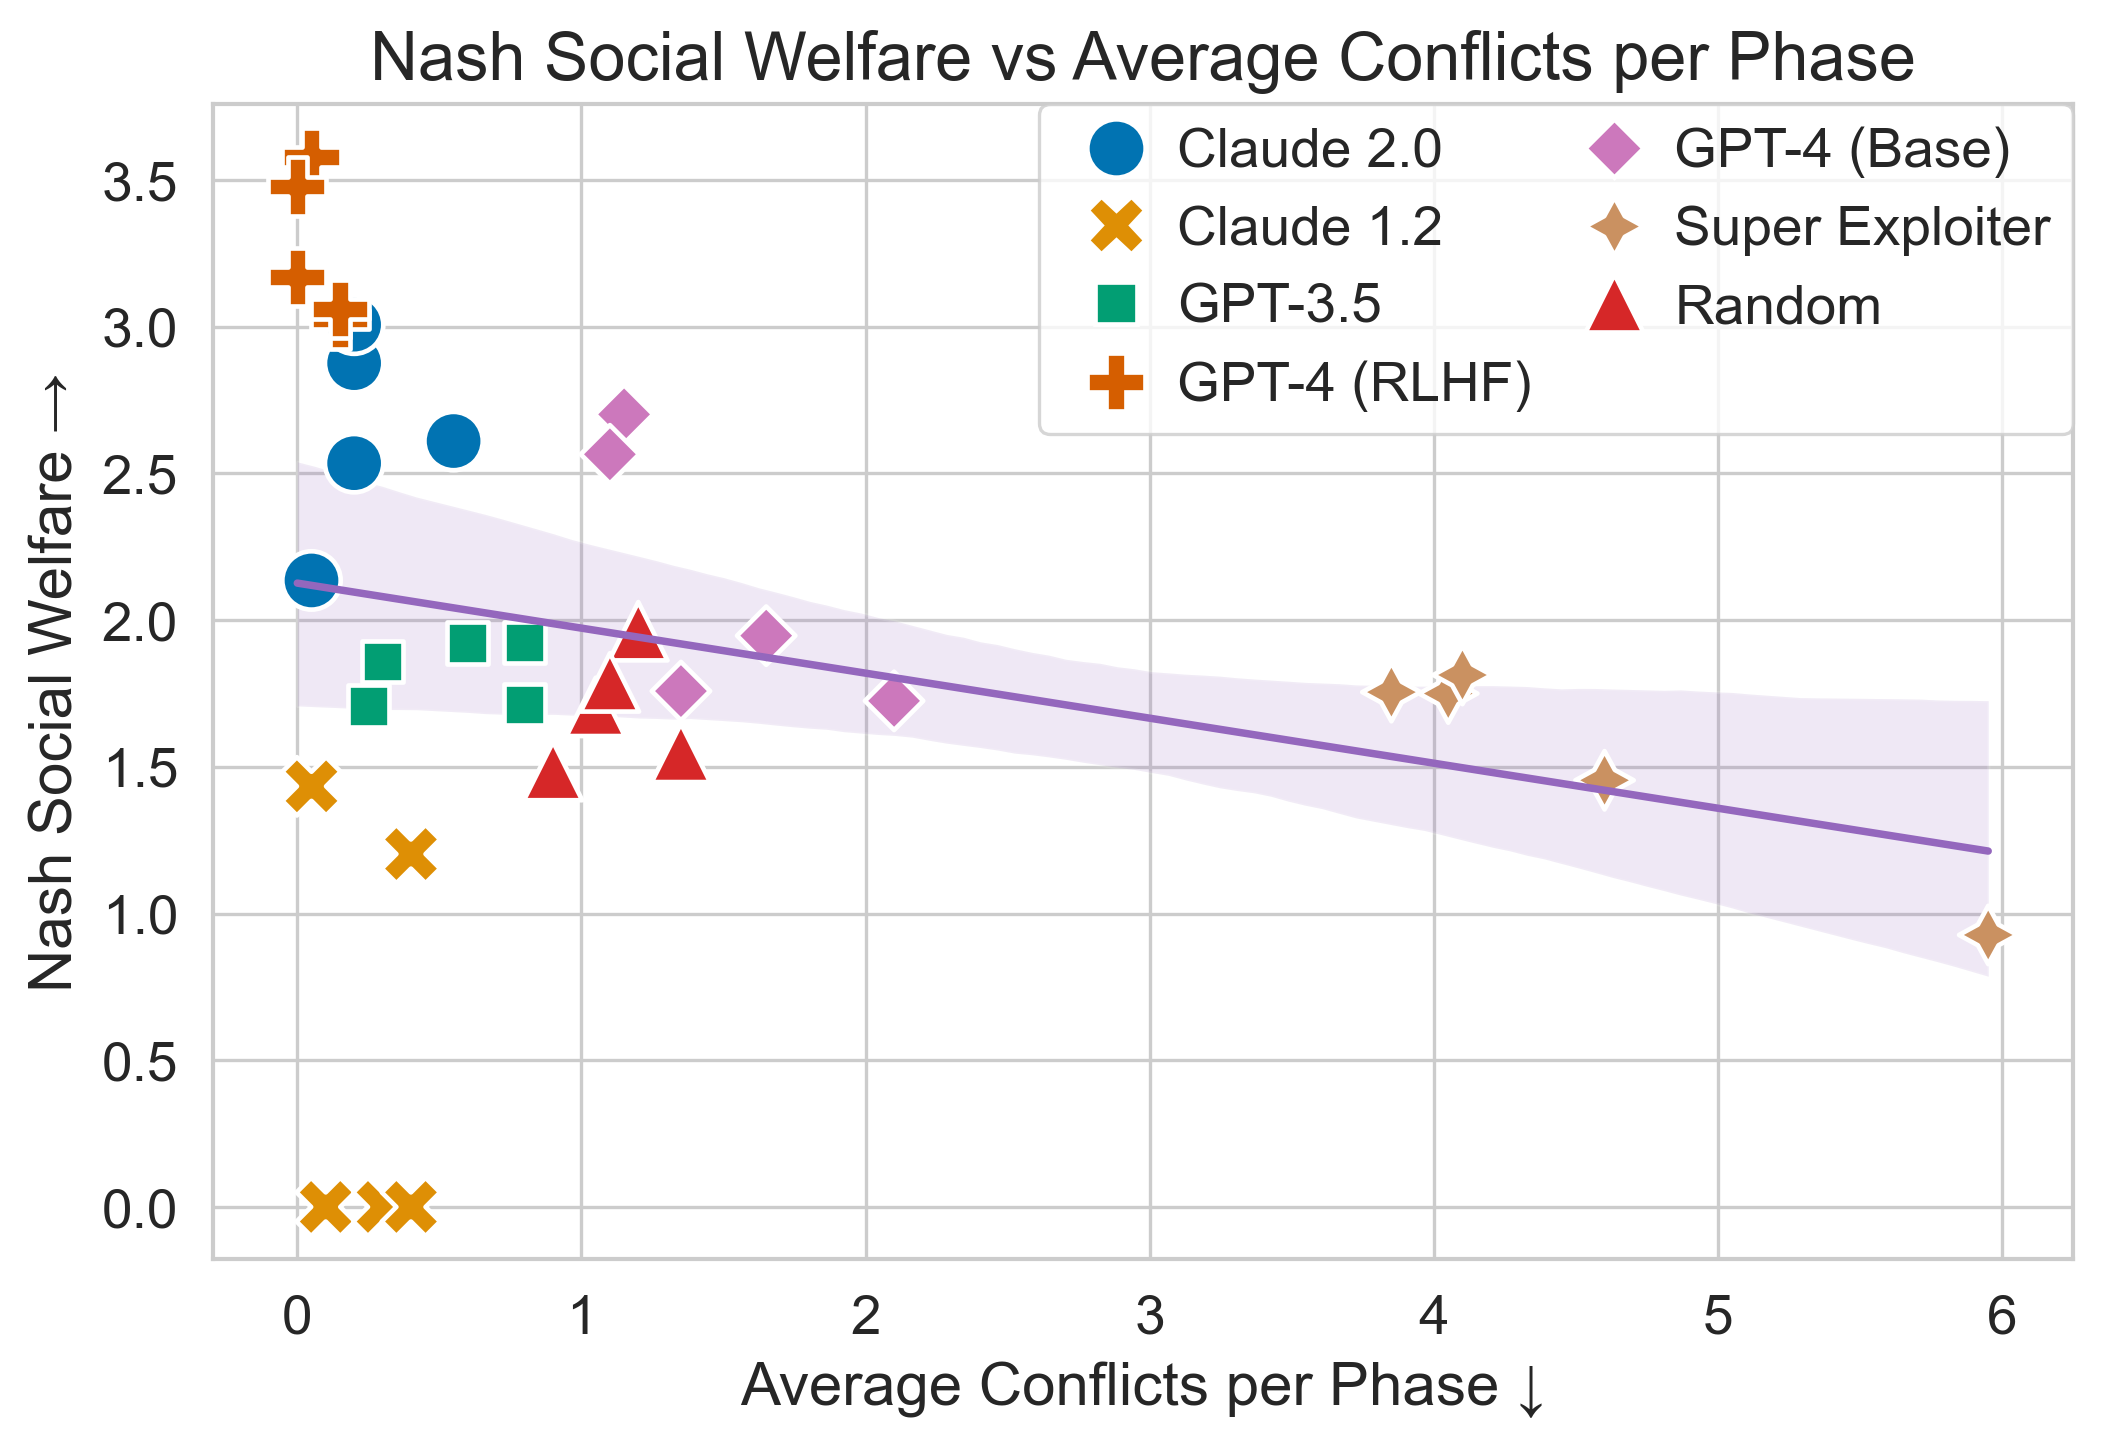 Nash Social Welfare vs Average Conflicts per Phase
Claude 2.0
Claude 1.2
GPT-3.5
GPT-4 (RLHF)
GPT-4 (Base)
Super Exploiter
Random
Nash Social Welfare →
3.5
3.0
2.5
2.0
1.5
1.0
0.5
0.0
0 1 2 3 4 5 6
Average Conflicts per Phase ↓